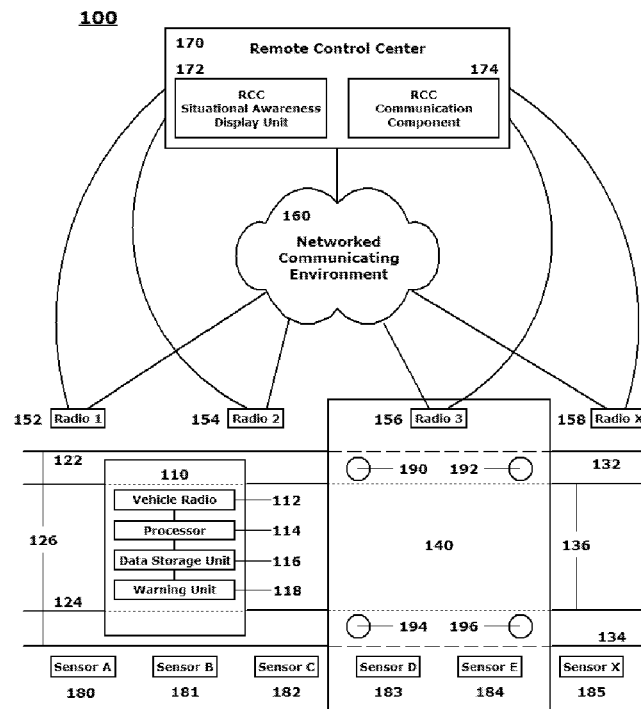 100
170
Remote Control Center
172
174
RCC
Situational Awareness
Display Unit
RCC
Communication
Component
160
Networked
Communicating
Environment
152 Radio 1
154 Radio 2
156 Radio 3
158 Radio X
122
110
190 192
132
Vehicle Radio 112
126
Processor 114
140
136
Data Storage Unit 116
Warning Unit 118
124
194 196
134
Sensor A Sensor B Sensor C Sensor D Sensor E Sensor X
180 181 182 183 184 185